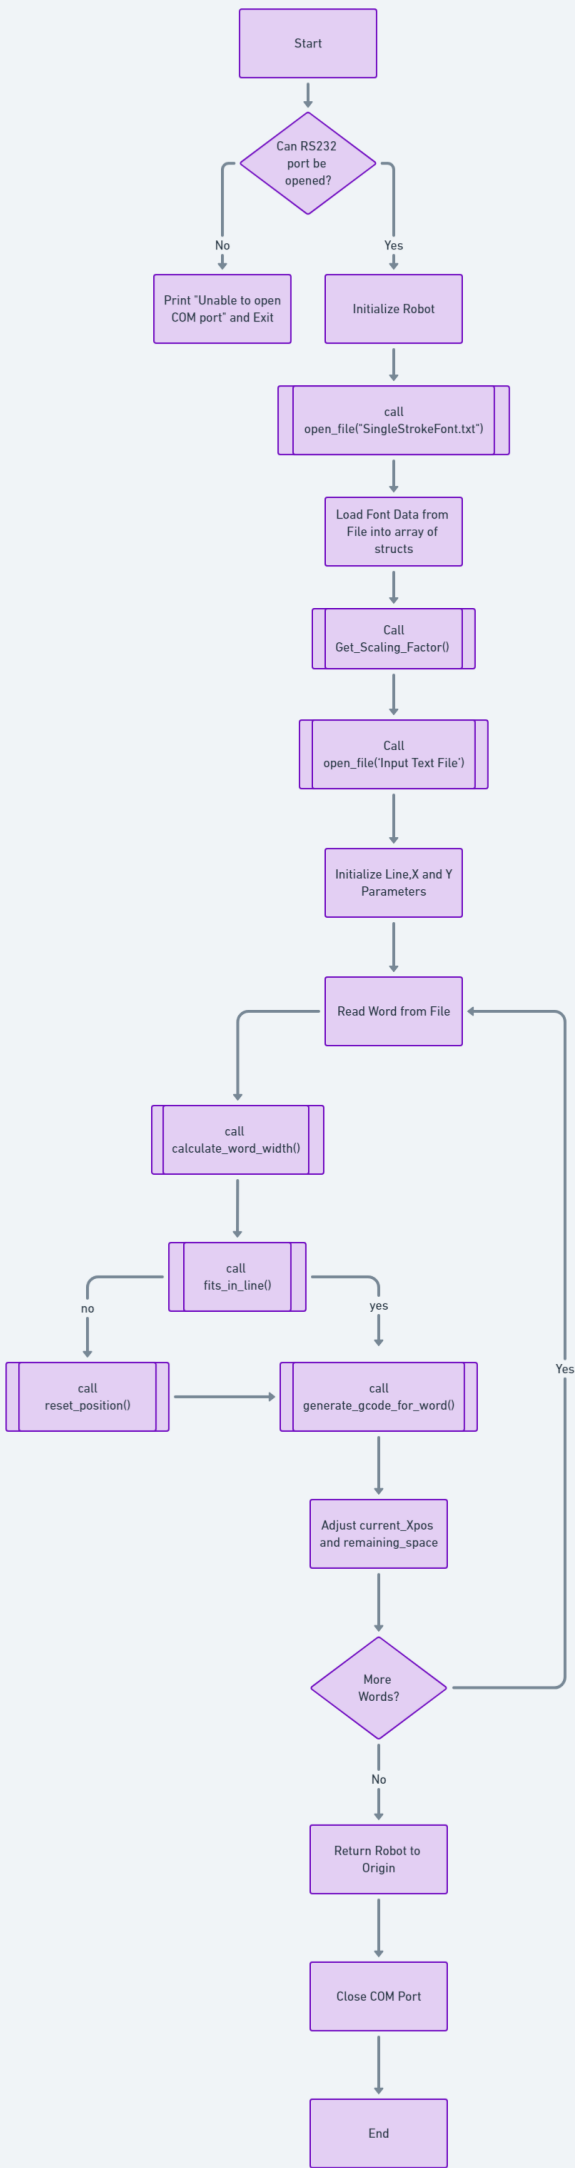 Start
Can RS232
port be
opened?
No
Yes
Print "Unable to open
COM port" and Exit
Initialize Robot
call
open_file("SingleStrokeFont.txt")
Load Font Data from
File into array of
structs
Call
Get_Scaling_Factor()
Call
open_file('Input Text File')
Initialize Line,X and Y
Parameters
Read Word from File
call
calculate_word_width()
call
fits_in_line()
no
yes
call
reset_position()
call
generate_gcode_for_word()
Yes
Adjust current_Xpos
and remaining_space
More
Words?
No
Return Robot to
Origin
Close COM Port
End